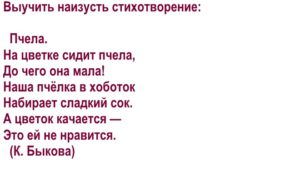 Выучить наизусть стихотворение:
Пчела.
На цветке сидит пчела,
До чего она мала!
Наша пчёлка в хоботок
Набирает сладкий сок.
А цветок качается —
Это ей не нравится.
(К. Быкова)